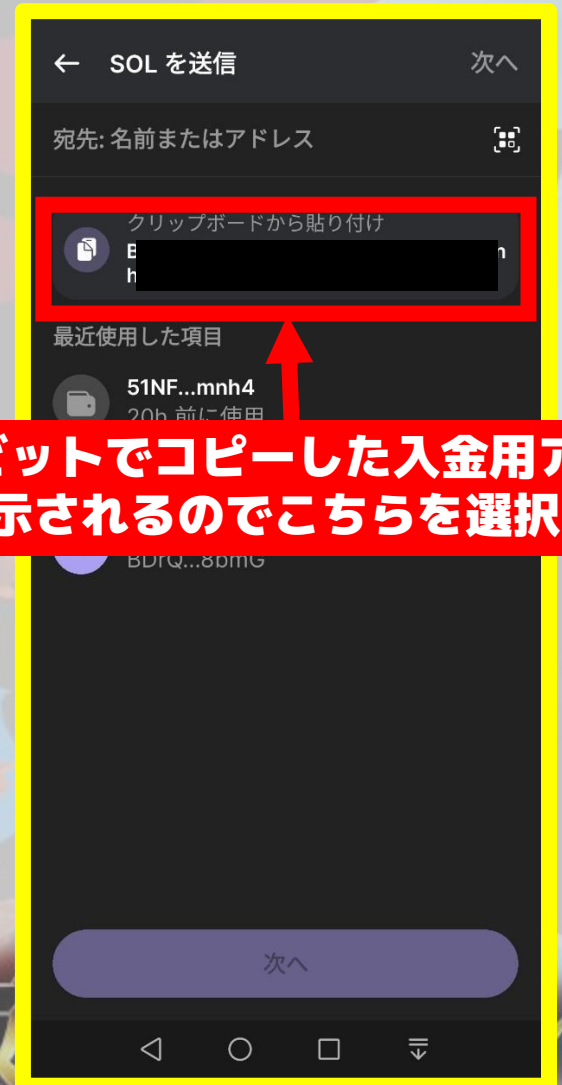 ← SOL を送信 次へ
宛先: 名前またはアドレス
クリップボードから貼り付け
最近使用した項目
51NF...mnh4
20h 前に使用
ビットでコピーした入金用ア
示されるのでこちらを選択
BDrQ...8bmG
次へ